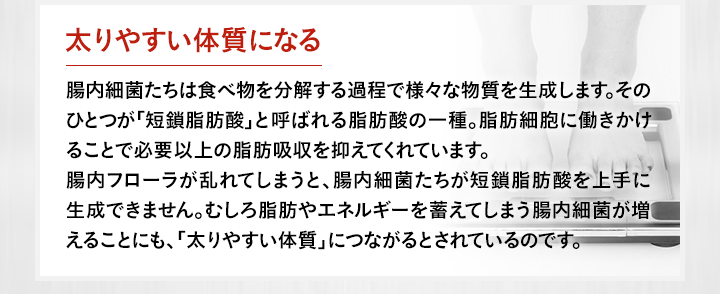 太りやすい体質になる
腸内細菌たちは食べ物を分解する過程で様々な物質を生成します。その
ひとつが「短鎖脂肪酸」と呼ばれる脂肪酸の一種。脂肪細胞に働きかけ
ることで必要以上の脂肪吸収を抑えてくれています。
腸内フローラが乱れてしまうと、腸内細菌たちが短鎖脂肪酸を上手に
生成できません。むしろ脂肪やエネルギーを蓄えてしまう腸内細菌が増
えることにも、「太りやすい体質」につながるとされているのです。